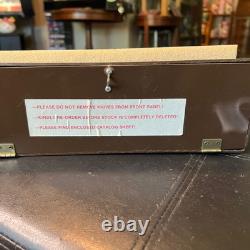 —PLEASE DO NOT REMOVE KNIVES FROM FRONT PANEL!
—KINDLY RE-ORDER BEFORE STOCK IS COMPLETELY DELETED!
—PLEASE FIND ENCLOSED CATALOG SHEET!